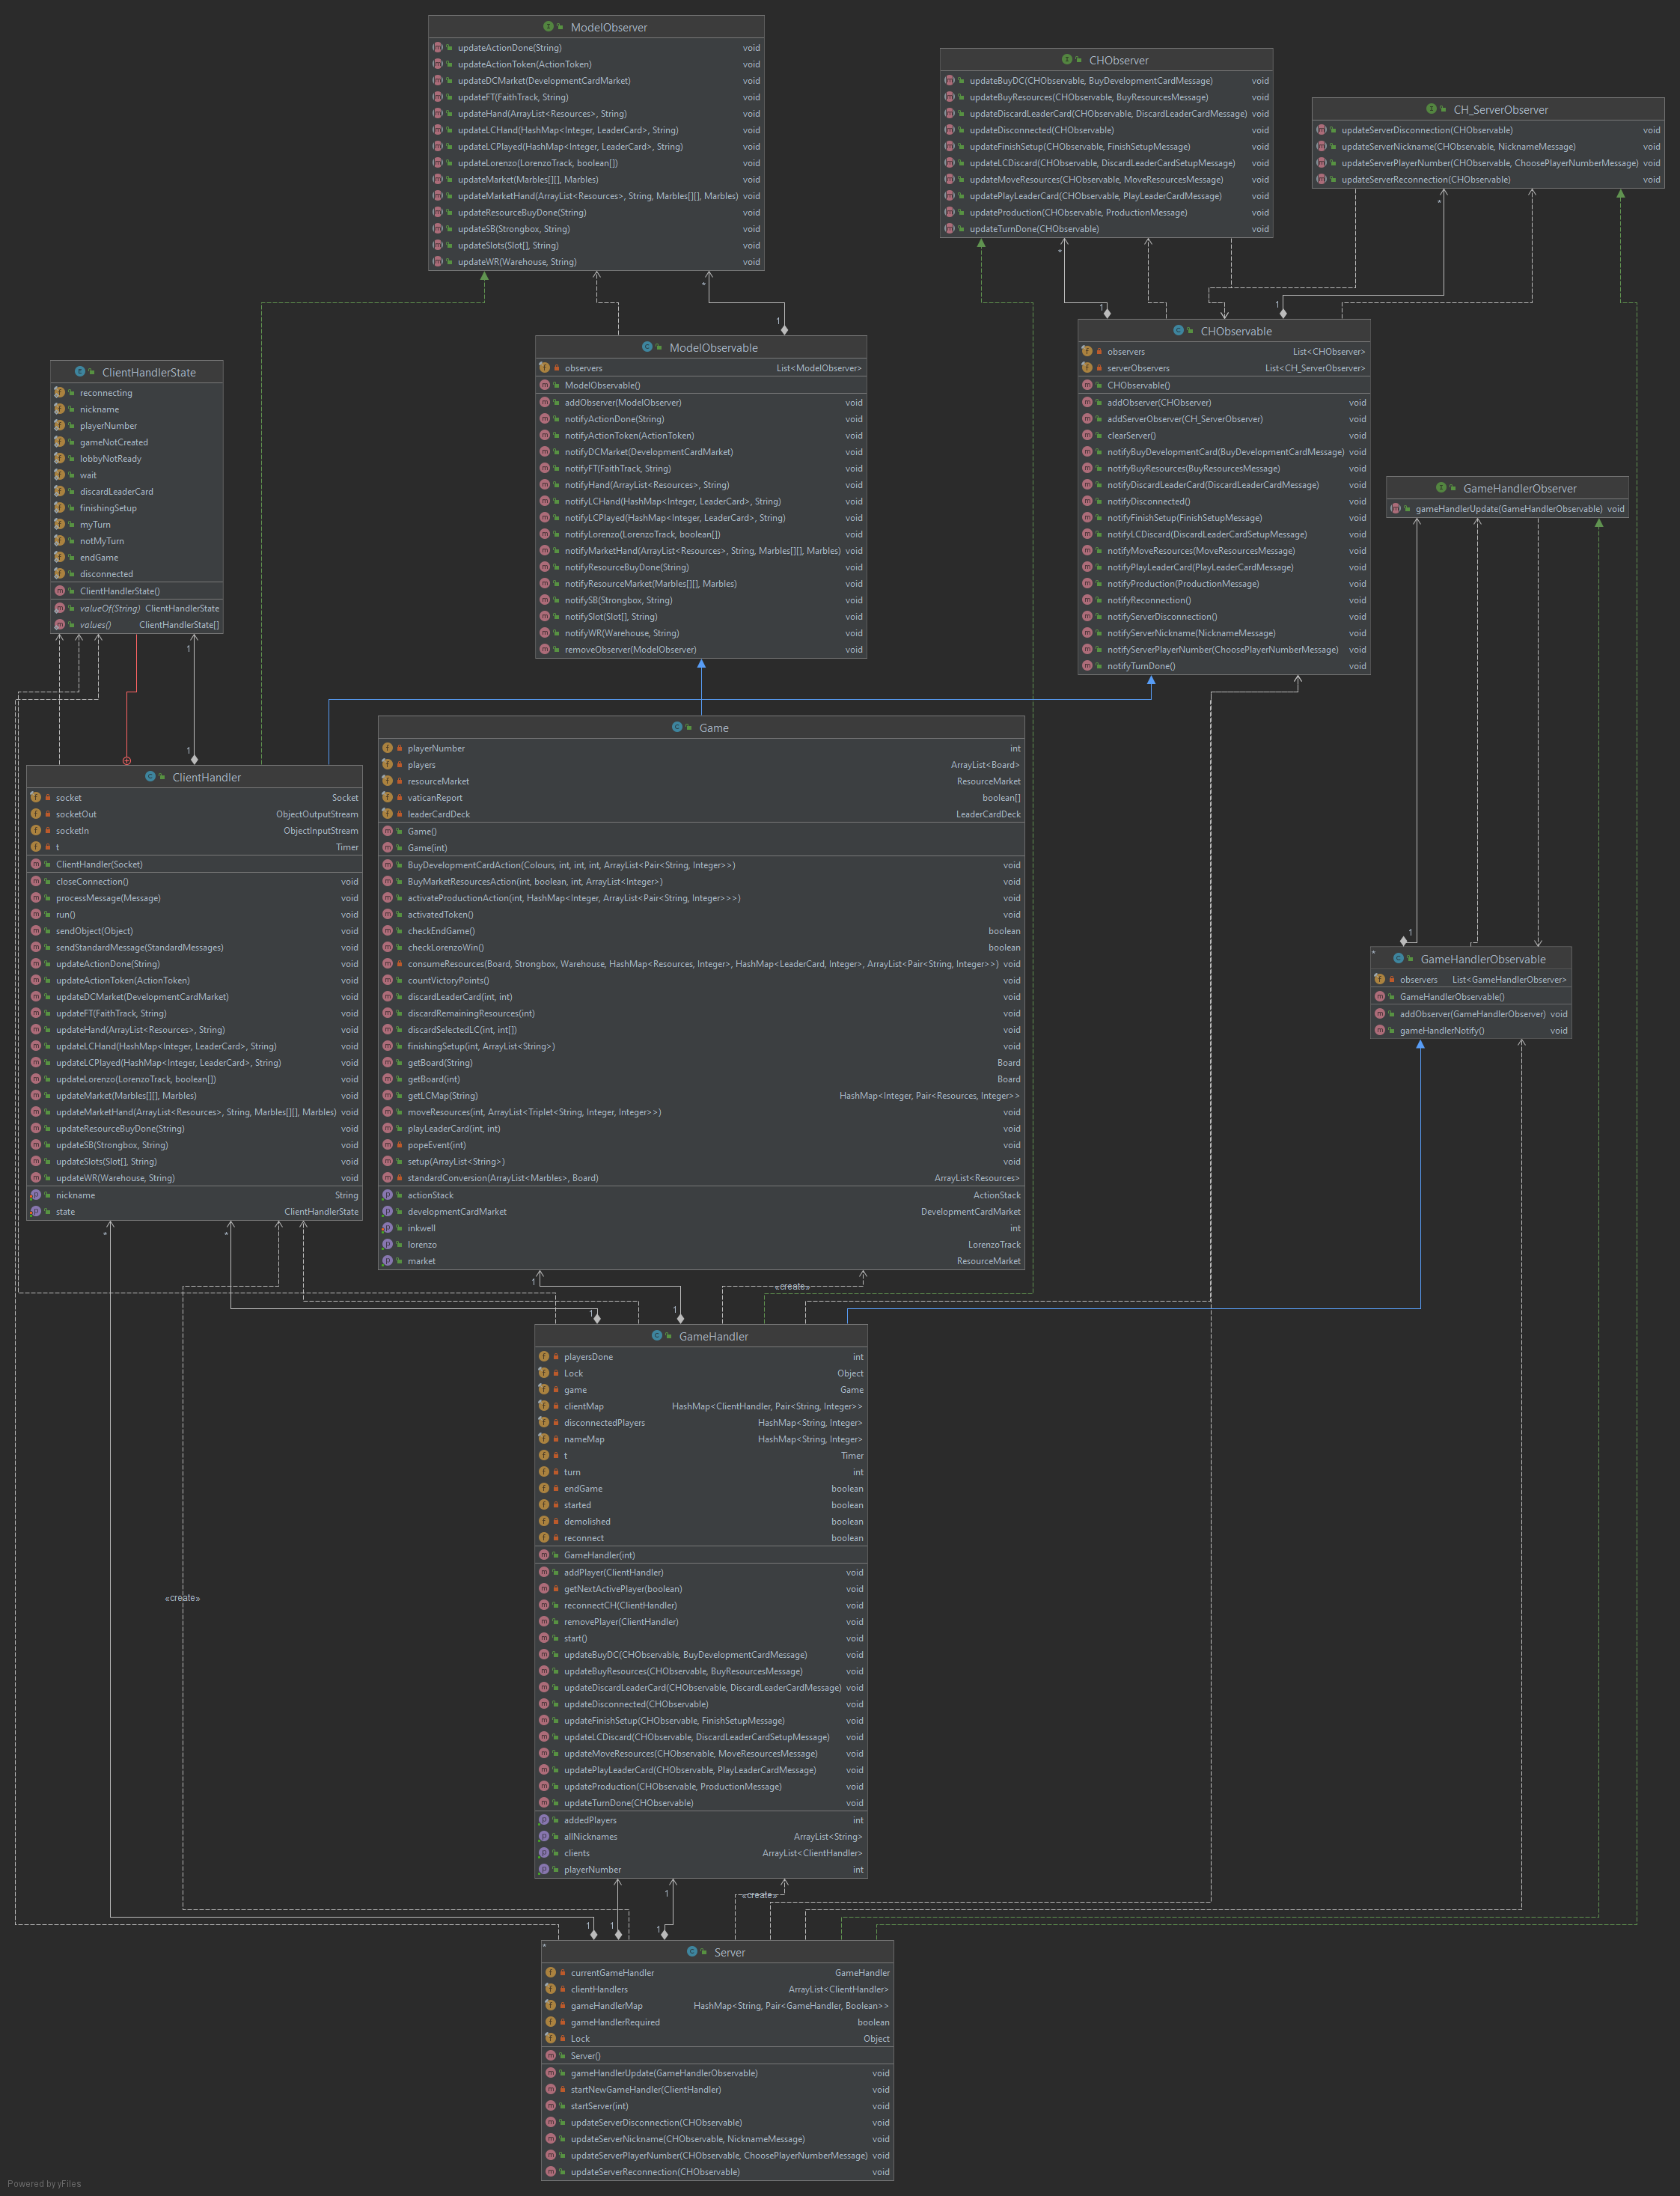 ModelObserver
updateActionDone(String) void
updateActionToken(ActionToken) void
updateDCMarket(DevelopmentCardMarket) void
updateFT(FaithTrack, String) void
updateHand(ArrayList<Resources>, String) void
updateLCHand(HashMap<Integer, LeaderCard>, String) void
updateLCPlayed(HashMap<Integer, LeaderCard>, String) void
updateLorenzo(LorenzoTrack, boolean[]) void
updateMarket(Marbles[][], Marbles) void
updateMarketHand(ArrayList<Resources>, String, Marbles[][], Marbles) void
updateResourceBuyDone(String) void
updateSB(Strongbox, String) void
updateSlots(Slot[], String) void
updateWR(Warehouse, String) void
CHObserver
updateBuyDC(CHObservable, BuyDevelopmentCardMessage) void
updateBuyResources(CHObservable, BuyResourcesMessage) void
updateDiscardLeaderCard(CHObservable, DiscardLeaderCardMessage) void
updateDisconnected(CHObservable) void
updateFinishSetup(CHObservable, FinishSetupMessage) void
updateLCDiscard(CHObservable, DiscardLeaderCardSetupMessage) void
updateMoveResources(CHObservable, MoveResourcesMessage) void
updatePlayLeaderCard(CHObservable, PlayLeaderCardMessage) void
updateProduction(CHObservable, ProductionMessage) void
updateTurnDone(CHObservable) void
CH_ServerObserver
updateServerDisconnection(CHObservable) void
updateServerNickname(CHObservable, NicknameMessage) void
updateServerPlayerNumber(CHObservable, ChoosePlayerNumberMessage) void
updateServerReconnection(CHObservable) void
ModelObservable
observers List<ModelObserver>
ModelObservable()
addObserver(ModelObserver) void
notifyActionDone(String) void
notifyActionToken(ActionToken) void
notifyDCMarket(DevelopmentCardMarket) void
notifyFT(FaithTrack, String) void
notifyHand(ArrayList<Resources>, String) void
notifyLCHand(HashMap<Integer, LeaderCard>, String) void
notifyLCPlayed(HashMap<Integer, LeaderCard>, String) void
notifyLorenzo(LorenzoTrack, boolean[]) void
notifyMarketHand(ArrayList<Resources>, String, Marbles[][], Marbles) void
notifyResourceBuyDone(String) void
notifyResourceMarket(Marbles[][], Marbles) void
notifySB(Strongbox, String) void
notifySlot(Slot[], String) void
notifyWR(Warehouse, String) void
removeObserver(ModelObserver) void
CHObservable
observers List<CHObserver>
serverObservers List<CH_ServerObserver>
CHObservable()
addObserver(CHObserver) void
addServerObserver(CH_ServerObserver) void
clearServer() void
notifyBuyDevelopmentCard(BuyDevelopmentCardMessage) void
notifyBuyResources(BuyResourcesMessage) void
notifyDiscardLeaderCard(DiscardLeaderCardMessage) void
notifyDisconnected() void
notifyFinishSetup(FinishSetupMessage) void
notifyLCDiscard(DiscardLeaderCardSetupMessage) void
notifyMoveResources(MoveResourcesMessage) void
notifyPlayLeaderCard(PlayLeaderCardMessage) void
notifyProduction(ProductionMessage) void
notifyReconnection() void
notifyServerDisconnection() void
notifyServerNickname(NicknameMessage) void
notifyServerPlayerNumber(ChoosePlayerNumberMessage) void
notifyTurnDone() void
ClientHandlerState
reconnecting
nickname
playerNumber
gameNotCreated
lobbyNotReady
wait
discardLeaderCard
finishingSetup
myTurn
notMyTurn
endGame
disconnected
ClientHandlerState()
valueOf(String) ClientHandlerState
values() ClientHandlerState[]
GameHandlerObserver
gameHandlerUpdate(GameHandlerObservable) void
Game
playerNumber int
players ArrayList<Board>
resourceMarket ResourceMarket
vaticanReport boolean[]
leaderCardDeck LeaderCardDeck
Game()
Game(int)
BuyDevelopmentCardAction(Colours, int, int, int, ArrayList<Pair<String, Integer>>) void
BuyMarketResourcesAction(int, boolean, int, ArrayList<Integer>) void
activateProductionAction(int, HashMap<Integer, ArrayList<Pair<String, Integer>>>) void
activatedToken() void
checkEndGame() boolean
checkLorenzoWin() boolean
consumeResources(Board, Strongbox, Warehouse, HashMap<Resources, Integer>, HashMap<LeaderCard, Integer>, ArrayList<Pair<String, Integer>>) void
countVictoryPoints() void
discardLeaderCard(int, int) void
discardRemainingResources(int) void
discardSelectedLC(int, int[]) void
finishingSetup(int, ArrayList<String>) void
getBoard(String) Board
getBoard(int) Board
getLCMap(String) HashMap<Integer, Pair<Resources, Integer>>
moveResources(int, ArrayList<Triplet<String, Integer, Integer>>) void
playLeaderCard(int, int) void
popeEvent(int) void
setup(ArrayList<String>) void
standardConversion(ArrayList<Marbles>, Board) ArrayList<Resources>
actionStack ActionStack
developmentCardMarket DevelopmentCardMarket
inkwell int
lorenzo LorenzoTrack
market ResourceMarket
ClientHandler
socket Socket
socketOut ObjectOutputStream
socketIn ObjectInputStream
t Timer
ClientHandler(Socket)
closeConnection() void
processMessage(Message) void
run() void
sendObject(Object) void
sendStandardMessage(StandardMessages) void
updateActionDone(String) void
updateActionToken(ActionToken) void
updateDCMarket(DevelopmentCardMarket) void
updateFT(FaithTrack, String) void
updateHand(ArrayList<Resources>, String) void
updateLCHand(HashMap<Integer, LeaderCard>, String) void
updateLCPlayed(HashMap<Integer, LeaderCard>, String) void
updateLorenzo(LorenzoTrack, boolean[]) void
updateMarket(Marbles[][], Marbles) void
updateMarketHand(ArrayList<Resources>, String, Marbles[][], Marbles) void
updateResourceBuyDone(String) void
updateSB(Strongbox, String) void
updateSlots(Slot[], String) void
updateWR(Warehouse, String) void
nickname String
state ClientHandlerState
GameHandlerObservable
observers List<GameHandlerObserver>
GameHandlerObservable()
addObserver(GameHandlerObserver) void
gameHandlerNotify() void
«create»
GameHandler
playersDone int
Lock Object
game Game
clientMap HashMap<ClientHandler, Pair<String, Integer>>
disconnectedPlayers HashMap<String, Integer>
nameMap HashMap<String, Integer>
t Timer
turn int
endGame boolean
started boolean
demolished boolean
reconnect boolean
GameHandler(int)
addPlayer(ClientHandler) void
getNextActivePlayer(boolean) void
reconnectCH(ClientHandler) void
removePlayer(ClientHandler) void
start() void
updateBuyDC(CHObservable, BuyDevelopmentCardMessage) void
updateBuyResources(CHObservable, BuyResourcesMessage) void
updateDiscardLeaderCard(CHObservable, DiscardLeaderCardMessage) void
updateDisconnected(CHObservable) void
updateFinishSetup(CHObservable, FinishSetupMessage) void
updateLCDiscard(CHObservable, DiscardLeaderCardSetupMessage) void
updateMoveResources(CHObservable, MoveResourcesMessage) void
updatePlayLeaderCard(CHObservable, PlayLeaderCardMessage) void
updateProduction(CHObservable, ProductionMessage) void
updateTurnDone(CHObservable) void
addedPlayers int
allNicknames ArrayList<String>
clients ArrayList<ClientHandler>
playerNumber int
«create»
«create»
Server
currentGameHandler GameHandler
clientHandlers ArrayList<ClientHandler>
gameHandlerMap HashMap<String, Pair<GameHandler, Boolean>>
gameHandlerRequired boolean
Lock Object
Server()
gameHandlerUpdate(GameHandlerObservable) void
startNewGameHandler(ClientHandler) void
startServer(int) void
updateServerDisconnection(CHObservable) void
updateServerNickname(CHObservable, NicknameMessage) void
updateServerPlayerNumber(CHObservable, ChoosePlayerNumberMessage) void
updateServerReconnection(CHObservable) void
Powered by yFiles